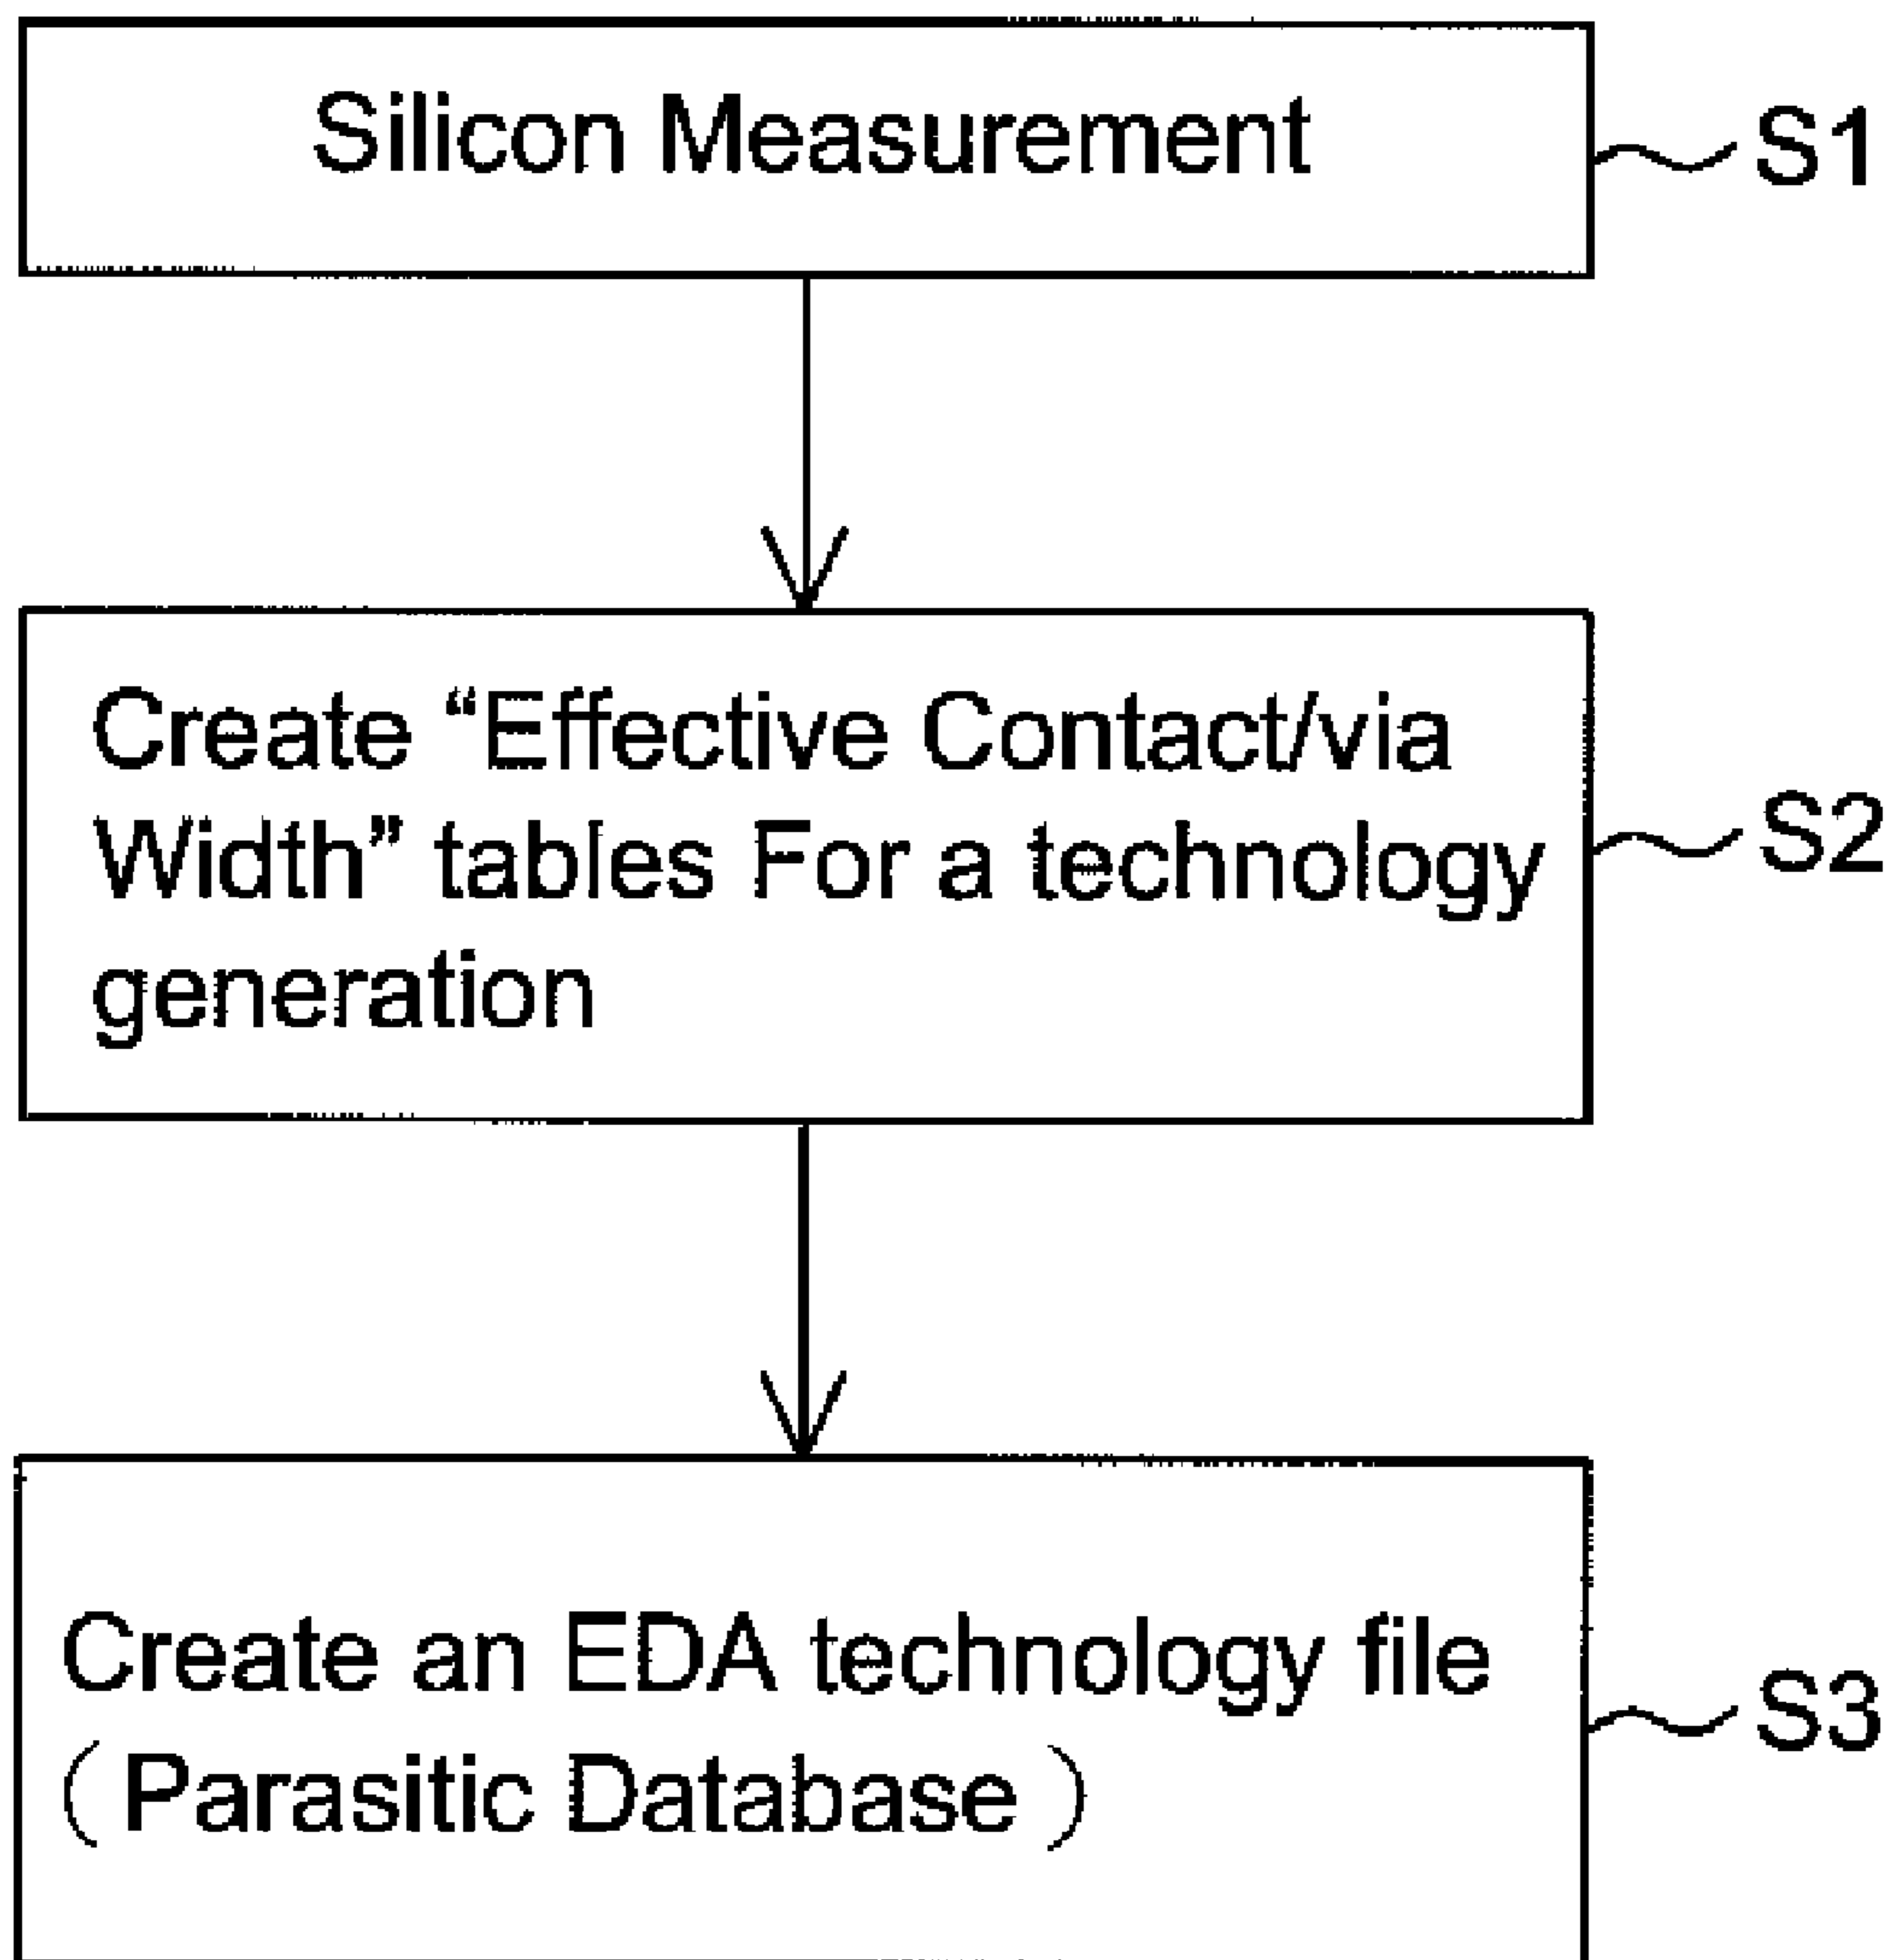 Silicon Measurement
S1
Create “Effective Contact/via
Width” tables For a technology
generation
S2
Create an EDA technology file
( Parasitic Database )
S3